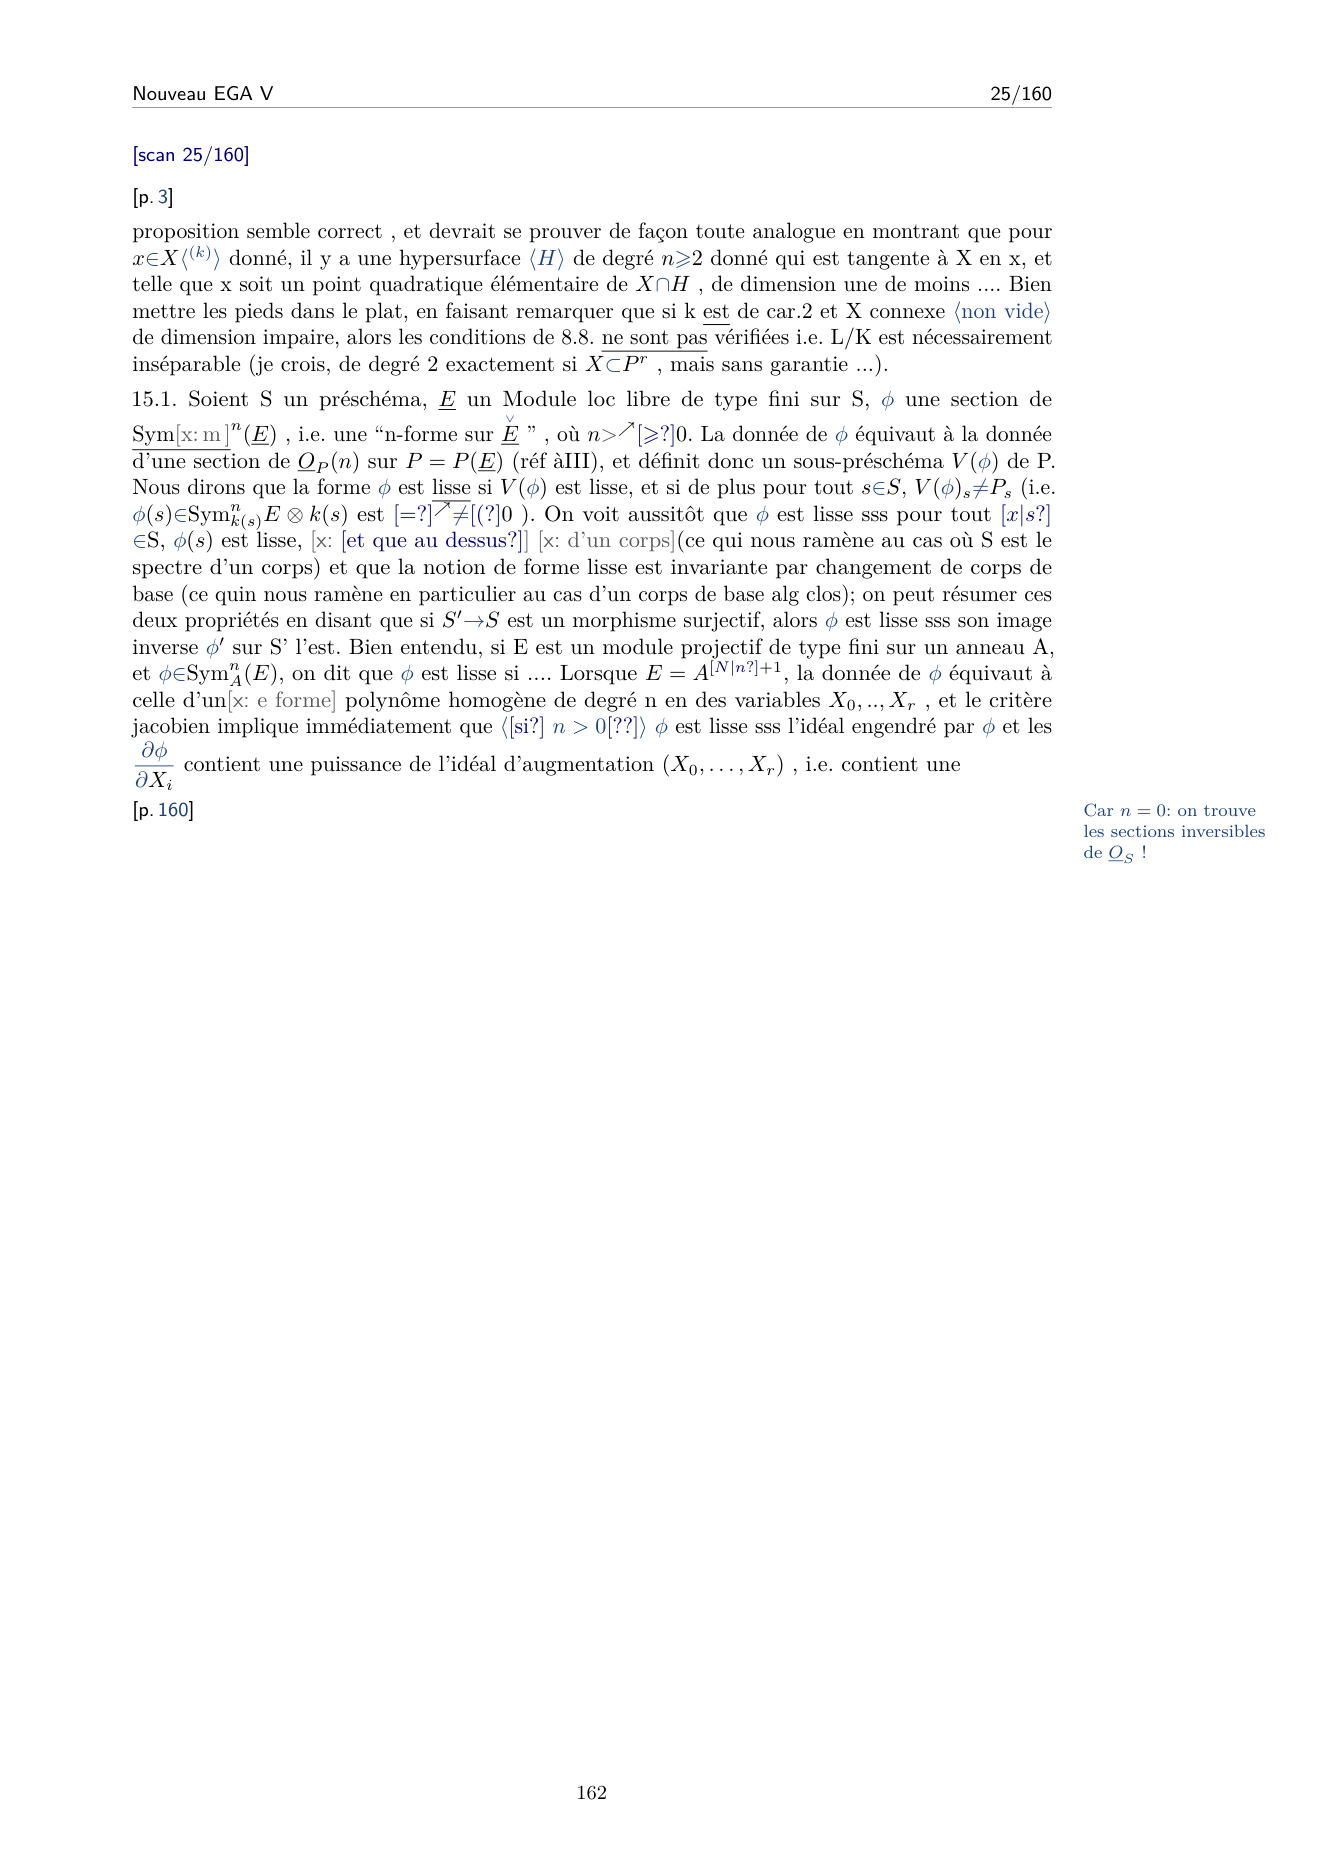 Nouveau EGA V 25/160
[scan 25/160]
[p. 3]
proposition semble correct , et devrait se prouver de façon toute analogue en montrant que pour
x∈X⟨⁽ᵏ⁾⟩ donné, il y a une hypersurface ⟨H⟩ de degré n⩾2 donné qui est tangente à X en x, et
telle que x soit un point quadratique élémentaire de X∩H , de dimension une de moins .... Bien
mettre les pieds dans le plat, en faisant remarquer que si k est de car.2 et X connexe ⟨non vide⟩
de dimension impaire, alors les conditions de 8.8. ne sont pas vérifiées i.e. L/K est nécessairement
inséparable (je crois, de degré 2 exactement si X⊂Pʳ , mais sans garantie ...).
15.1. Soient S un préschéma, E un Module loc libre de type fini sur S, ϕ une section de
Sym[x: m ]ⁿ(E) , i.e. une “n-forme sur Ě ” , où n>↗[⩾?]0. La donnée de ϕ équivaut à la donnée
d’une section de O_P(n) sur P = P(E) (réf àIII), et définit donc un sous-préschéma V(ϕ) de P.
Nous dirons que la forme ϕ est lisse si V(ϕ) est lisse, et si de plus pour tout s∈S, V(ϕ)ₛ≠Pₛ (i.e.
ϕ(s)∈Symⁿ_{k(s)}E ⊗ k(s) est [=?]↗≠[(?]0 ). On voit aussitôt que ϕ est lisse sss pour tout [x|s?]
∈S, ϕ(s) est lisse, [x: [et que au dessus?]] [x: d’un corps](ce qui nous ramène au cas où S est le
spectre d’un corps) et que la notion de forme lisse est invariante par changement de corps de
base (ce quin nous ramène en particulier au cas d’un corps de base alg clos); on peut résumer ces
deux propriétés en disant que si S′→S est un morphisme surjectif, alors ϕ est lisse sss son image
inverse ϕ′ sur S’ l’est. Bien entendu, si E est un module projectif de type fini sur un anneau A,
et ϕ∈Symⁿ_A(E), on dit que ϕ est lisse si .... Lorsque E = A^{[N|n?]+1}, la donnée de ϕ équivaut à
celle d’un[x: e forme] polynôme homogène de degré n en des variables X₀,..,Xᵣ , et le critère
jacobien implique immédiatement que ⟨[si?] n > 0[??]⟩ ϕ est lisse sss l’idéal engendré par ϕ et les
∂ϕ/∂Xᵢ contient une puissance de l’idéal d’augmentation (X₀,...,Xᵣ) , i.e. contient une
[p. 160]
Car n = 0: on trouve
les sections inversibles
de O_S !
162